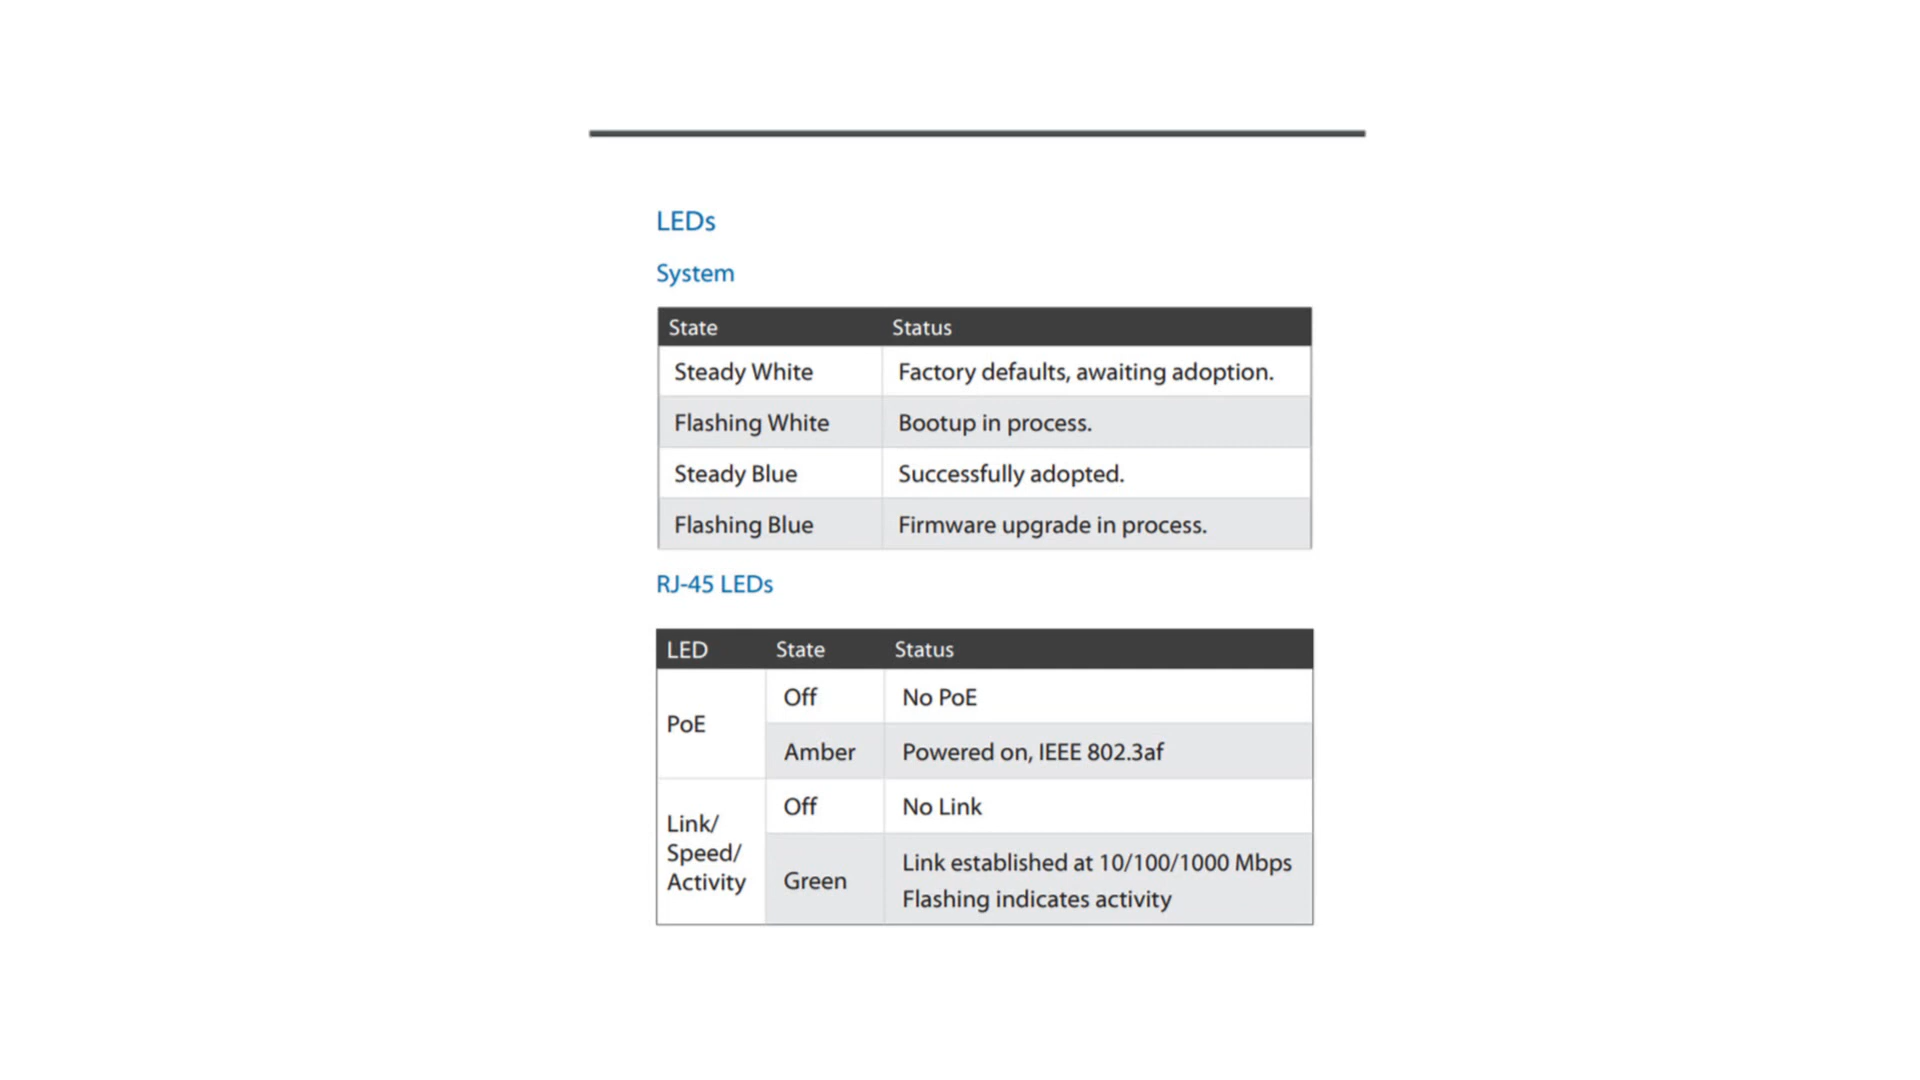 LEDs
System
State Status
Steady White Factory defaults, awaiting adoption.
Flashing White Bootup in process.
Steady Blue Successfully adopted.
Flashing Blue Firmware upgrade in process.
RJ-45 LEDs
LED State Status
PoE
Off No PoE
Amber Powered on, IEEE 802.3af
Link/
Speed/
Activity
Off No Link
Green
Link established at 10/100/1000 Mbps
Flashing indicates activity